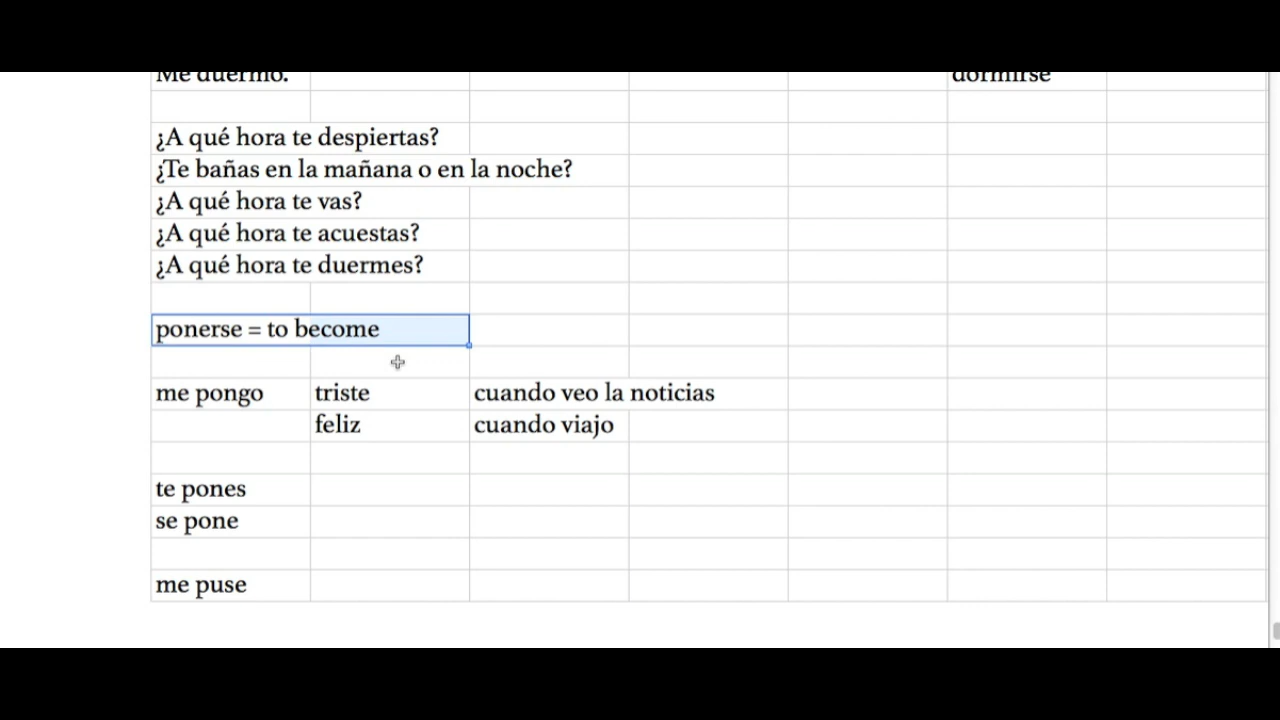 Me duermo. dormirse
¿A qué hora te despiertas?
¿Te bañas en la mañana o en la noche?
¿A qué hora te vas?
¿A qué hora te acuestas?
¿A qué hora te duermes?
ponerse = to become
me pongo triste cuando veo la noticias
feliz cuando viajo
te pones
se pone
me puse